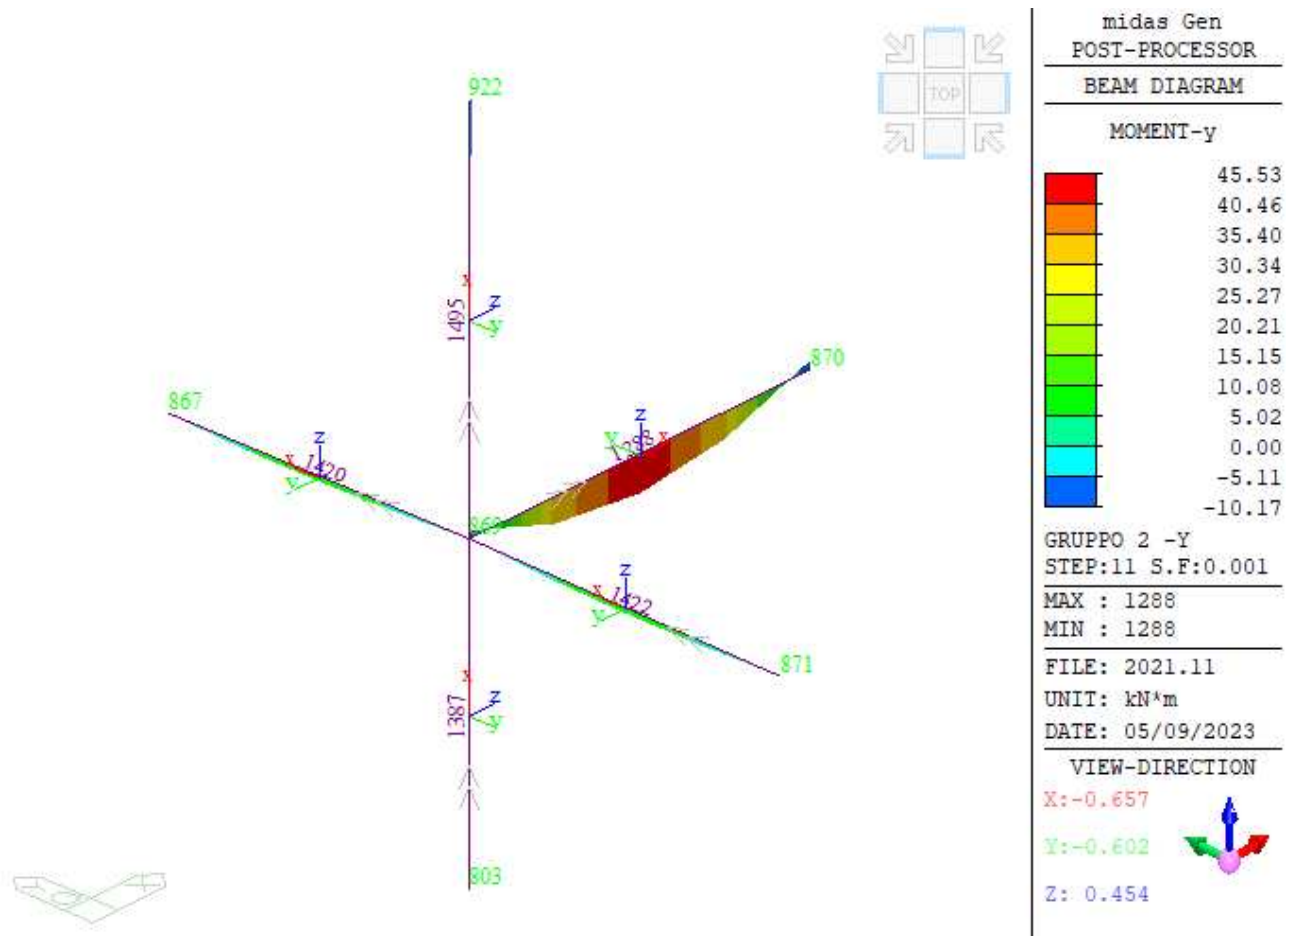 922
TOP
x
z
y
1495
870
867
z
x
1420
y
z
y
x
1288
869
z
x
1422
y
871
x
z
y
1387
803
midas Gen
POST-PROCESSOR
BEAM DIAGRAM
MOMENT-y
45.53
40.46
35.40
30.34
25.27
20.21
15.15
10.08
5.02
0.00
-5.11
-10.17
GRUPPO 2 -Y
STEP:11 S.F:0.001
MAX : 1288
MIN : 1288
FILE: 2021.11
UNIT: kN*m
DATE: 05/09/2023
VIEW-DIRECTION
X:-0.657
Y:-0.602
Z: 0.454